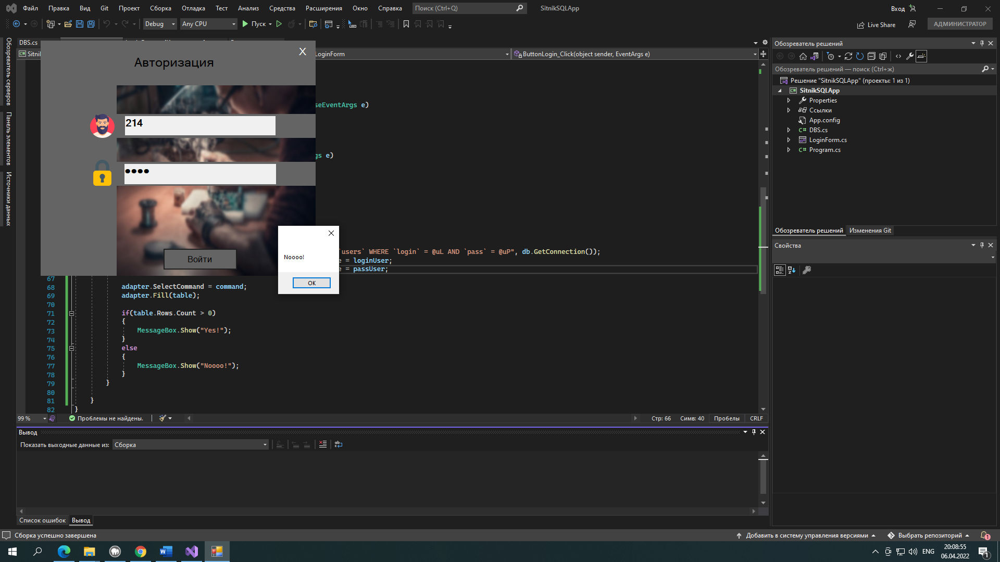 Файл Правка Вид Git Проект Сборка Отладка Тест Анализ Средства Расширения Окно Справка Поиск (Ctrl+Q) SitnikSQLApp Вход
Debug Any CPU Пуск Live Share АДМИНИСТРАТОР
Обозреватель серверов
Панель элементов
Источники данных
DBS.cs
LoginForm ButtonLogin_Click(object sender, EventArgs e)
X
Авторизация
214
Войти
Noooo!
OK
seEventArgs e)
gs e)
`users` WHERE `login` = @uL AND `pass` = @uP", db.GetConnection());
e = loginUser;
e = passUser;
67
68 adapter.SelectCommand = command;
69 adapter.Fill(table);
70
71 if(table.Rows.Count > 0)
72 {
73 MessageBox.Show("Yes!");
74 }
75 else
76 {
77 MessageBox.Show("Noooo!");
78 }
79 }
80
81 }
82 }
99 % Проблемы не найдены. Стр: 66 Симв: 40 Пробелы CRLF
Вывод
Показать выходные данные из: Сборка
Список ошибок Вывод
Обозреватель решений
Обозреватель решений — поиск (Ctrl+ж)
Решение "SitnikSQLApp" (проекты: 1 из 1)
SitnikSQLApp
Properties
Ссылки
App.config
DBS.cs
LoginForm.cs
Program.cs
Обозреватель решений Изменения Git
Свойства
Сборка успешно завершена Добавить в систему управления версиями Выбрать репозиторий 1
ENG 20:08:55
06.04.2022 1